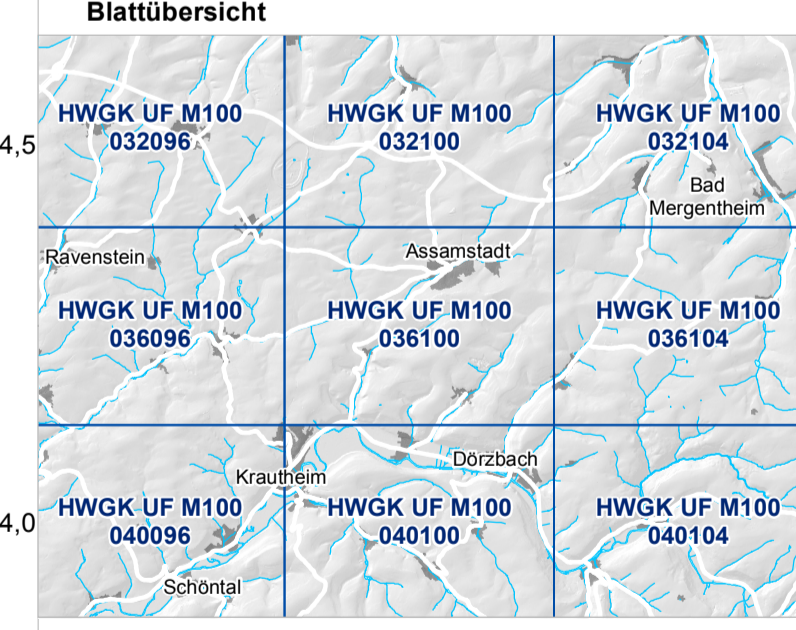 Blattübersicht
HWGK UF M100
032096
HWGK UF M100
032100
HWGK UF M100
032104
4,5
Bad
Mergentheim
Ravenstein
Assamstadt
HWGK UF M100
036096
HWGK UF M100
036100
HWGK UF M100
036104
Krautheim
Dörzbach
HWGK UF M100
040096
HWGK UF M100
040100
HWGK UF M100
040104
4,0
Schöntal